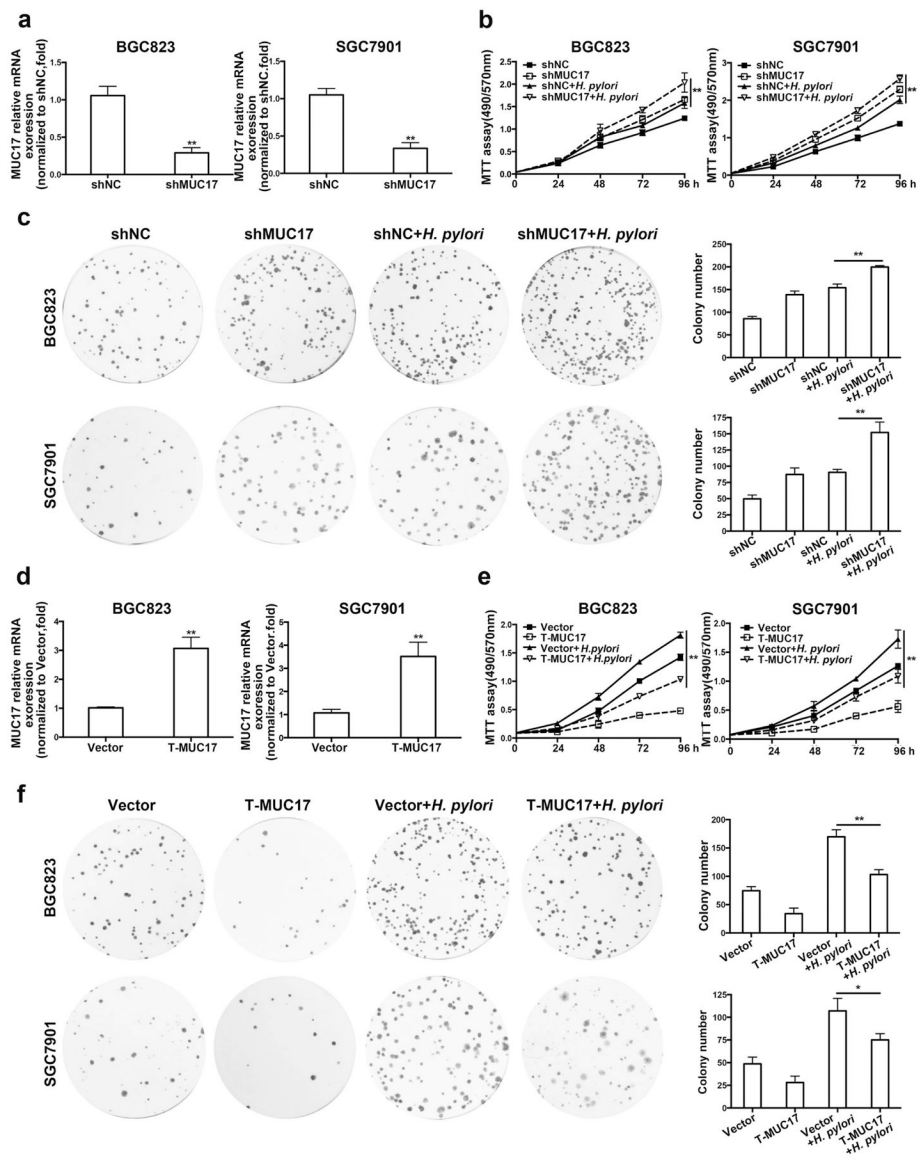 a
BGC823
SGC7901
MUC17 relative mRNA
exoression
(normalized to shNC,fold)
1.5
1.0
0.5
0.0
**
shNC
shMUC17
MUC17 relative mRNA
exoression
(normalized to shNC,fold)
1.5
1.0
0.5
0.0
**
shNC
shMUC17
b
BGC823
SGC7901
MTT assay(490/570nm)
2.5
2.0
1.5
1.0
0.5
0.0
shNC
shMUC17
shNC+H. pylori
shMUC17+H. pylori
**
0 24 48 72 96 h
MTT assay(490/570nm)
3
2
1
0
shNC
shMUC17
shNC+H. pylori
shMUC17+H. pylori
**
0 24 48 72 96 h
c
shNC
shMUC17
shNC+H. pylori
shMUC17+H. pylori
BGC823
SGC7901
Colony number
250
200
150
100
50
0
**
shNC
shMUC17
shNC
+H. pylori
shMUC17
+H. pylori
Colony number
175
150
125
100
75
50
25
0
**
shNC
shMUC17
shNC
+H. pylori
shMUC17
+H. pylori
d
BGC823
SGC7901
MUC17 relative mRNA
expression
(normalized to Vector,fold)
4
3
2
1
0
**
Vector
T-MUC17
MUC17 relative mRNA
expression
(normalized to Vector.fold)
5
4
3
2
1
0
**
Vector
T-MUC17
e
BGC823
SGC7901
MTT assay(490/570nm)
2.0
1.5
1.0
0.5
0.0
Vector
T-MUC17
Vector+H.pylori
T-MUC17+H.pylori
**
0 24 48 72 96 h
MTT assay(490/570nm)
2.0
1.5
1.0
0.5
0.0
Vector
T-MUC17
Vector+H. pylori
T-MUC17+H. pylori
**
0 24 48 72 96 h
f
Vector
T-MUC17
Vector+H. pylori
T-MUC17+H. pylori
BGC823
SGC7901
Colony number
200
150
100
50
0
**
Vector
T-MUC17
Vector
+H. pylori
T-MUC17
+H. pylori
Colony number
125
100
75
50
25
0
*
Vector
T-MUC17
Vector
+H. pylori
T-MUC17
+H. pylori